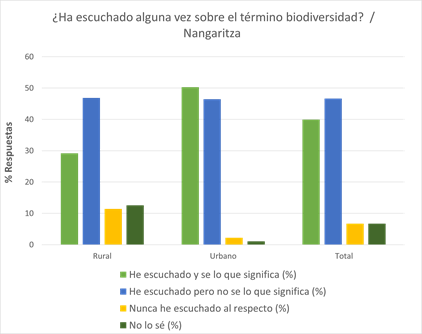 ¿Ha escuchado alguna vez sobre el término biodiversidad? /
Nangaritza
% Respuestas
60
50
40
30
20
10
0
Rural
Urbano
Total
He escuchado y se lo que significa (%)
He escuchado pero no se lo que significa (%)
Nunca he escuchado al respecto (%)
No lo sé (%)